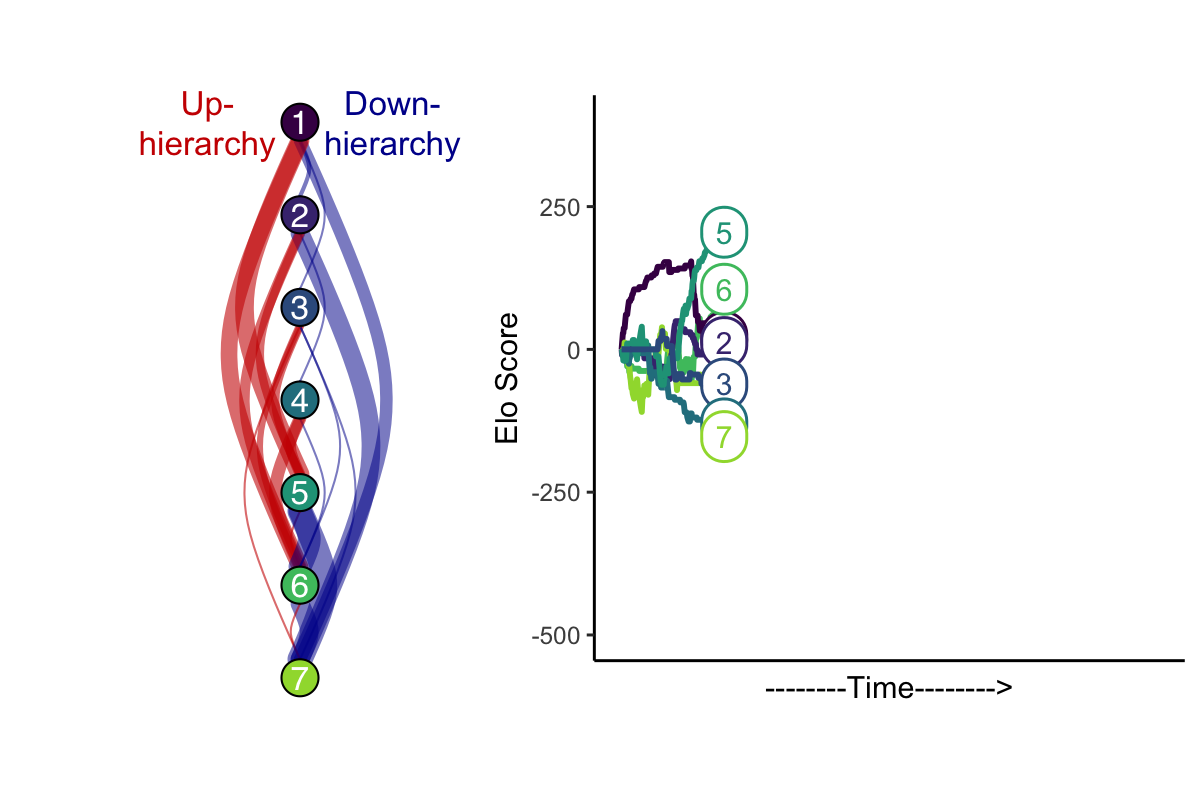 Up-
hierarchy
Down-
hierarchy
1
2
3
4
5
6
7
Elo Score
250
0
-250
-500
5
6
2
3
7
--------Time-------->